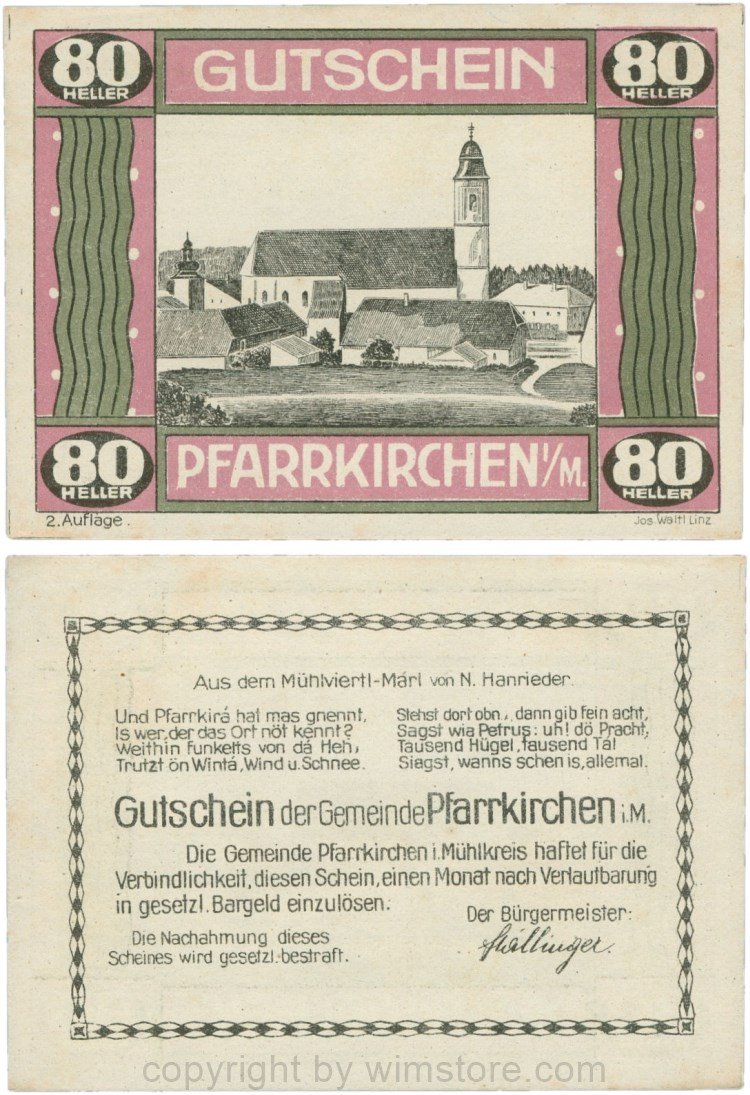 80 HELLER
GUTSCHEIN
80 HELLER
80 HELLER
PFARRKIRCHEN I/M.
80 HELLER
2. Auflage.
Jos. Waitl Linz
Aus dem Mühlviertl-Márl von N. Hanrieder.
Und Pfarrkirá hat mas gnennt,
Is wer, der das Ort nöt kennt?
Weithin funkelts von dá Heh,
Trutzt ön Wintá, Wind u. Schnee.
Stehst dort obn, dann gib fein acht,
Sagst wia Petrus: uh! dö Pracht,
Tausend Hügel, tausend Tal
Siagst, wanns schen is, allemal.
Gutschein der Gemeinde Pfarrkirchen i.M.
Die Gemeinde Pfarrkirchen i. Mühlkreis haftet für die
Verbindlichkeit, diesen Schein, einen Monat nach Verlautbarung
in gesetzl. Bargeld einzulösen.
Die Nachahmung dieses
Scheines wird gesetzl. bestraft.
Der Bürgermeister:
copyright by wimstore.com